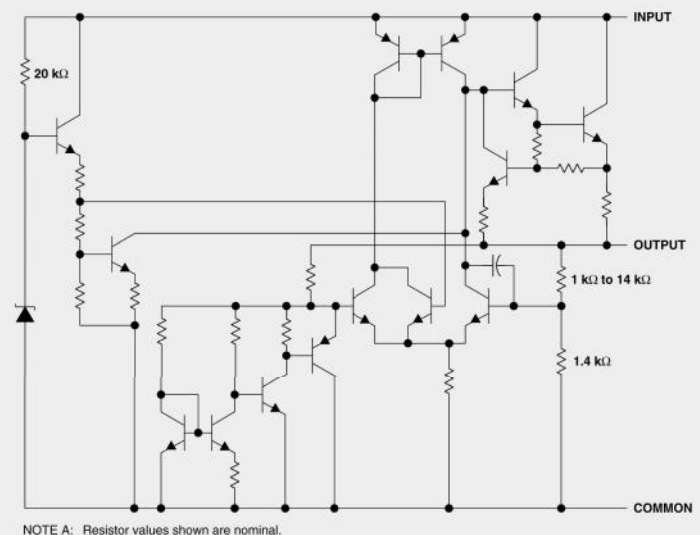 INPUT
20 kΩ
OUTPUT
1 kΩ to 14 kΩ
1.4 kΩ
COMMON
NOTE A: Resistor values shown are nominal.